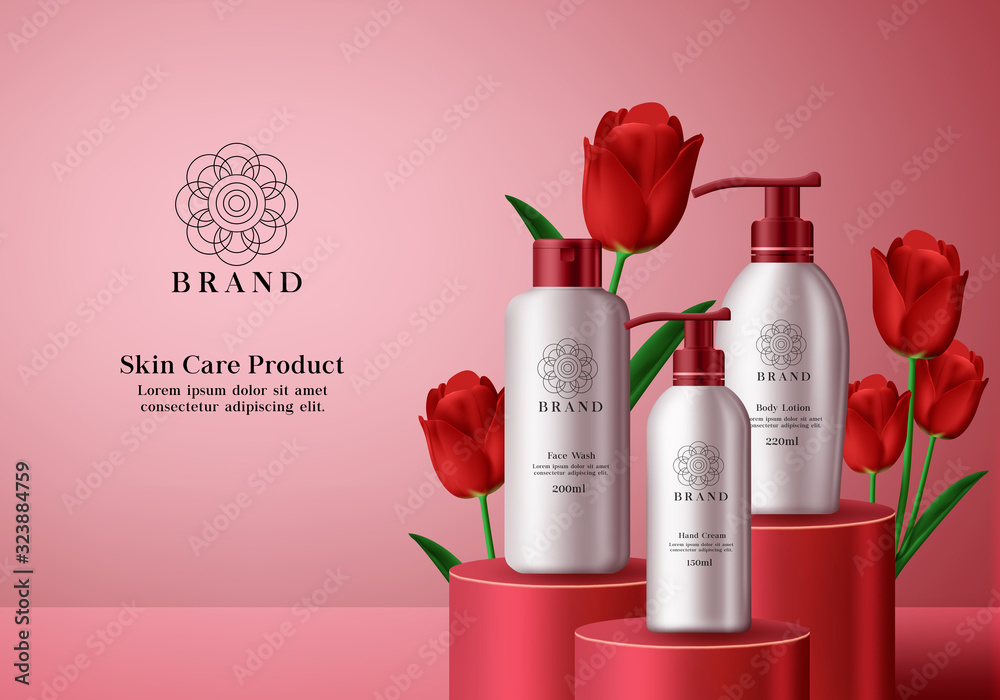 BRAND
Skin Care Product
Lorem ipsum dolor sit amet
consectetur adipiscing elit.
BRAND
Face Wash
Lorem ipsum dolor sit amet
consectetur adipiscing elit.
200ml
BRAND
Hand Cream
Lorem ipsum dolor sit amet
consectetur adipiscing elit.
150ml
BRAND
Body Lotion
Lorem ipsum dolor sit amet
consectetur adipiscing elit.
220ml
Adobe Stock | #323884759